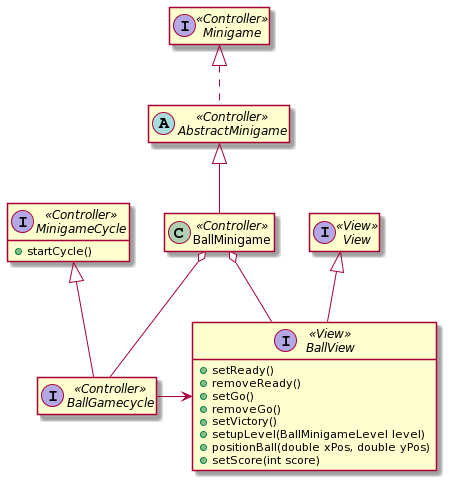 I «Controller»
Minigame
A «Controller»
AbstractMinigame
I «Controller»
MinigameCycle
startCycle()
C «Controller»
BallMinigame
I «View»
View
I «Controller»
BallGamecycle
I «View»
BallView
setReady()
removeReady()
setGo()
removeGo()
setVictory()
setupLevel(BallMinigameLevel level)
positionBall(double xPos, double yPos)
setScore(int score)